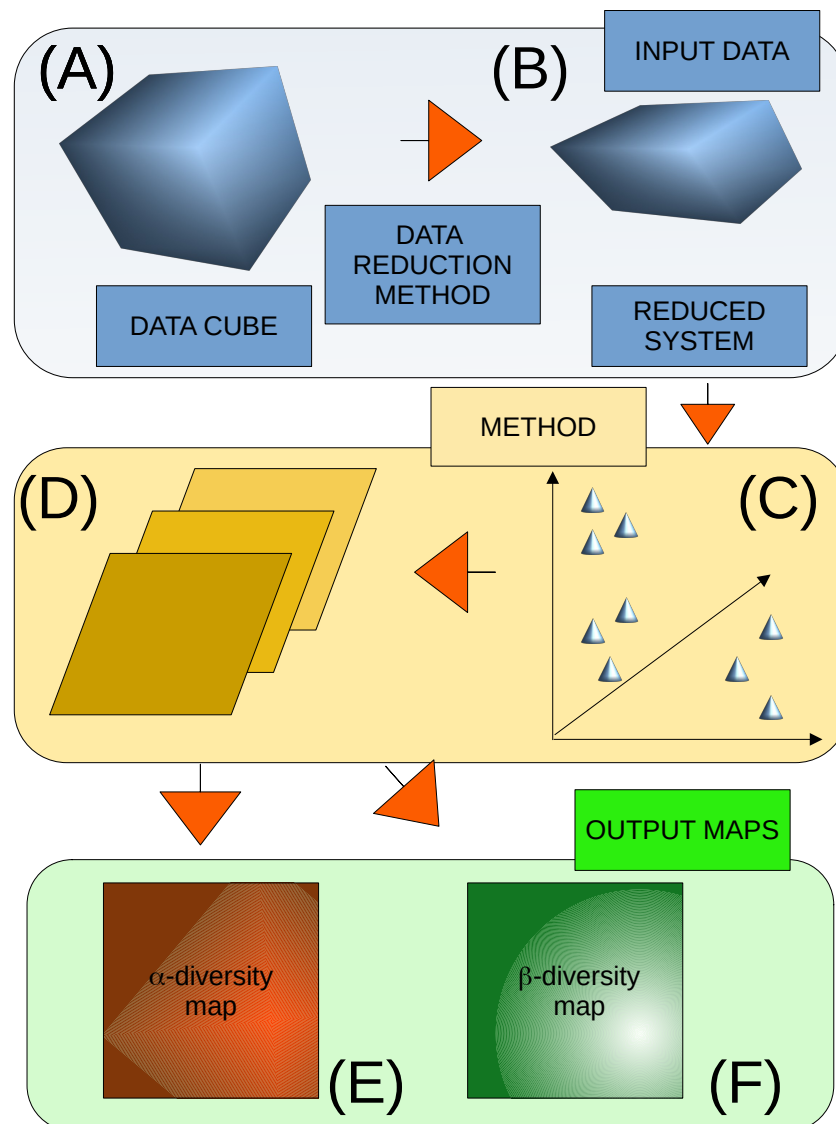 (A)
(B)
INPUT DATA
DATA
REDUCTION
METHOD
DATA CUBE
REDUCED
SYSTEM
METHOD
(D)
(C)
OUTPUT MAPS
α-diversity
map
β-diversity
map
(E)
(F)